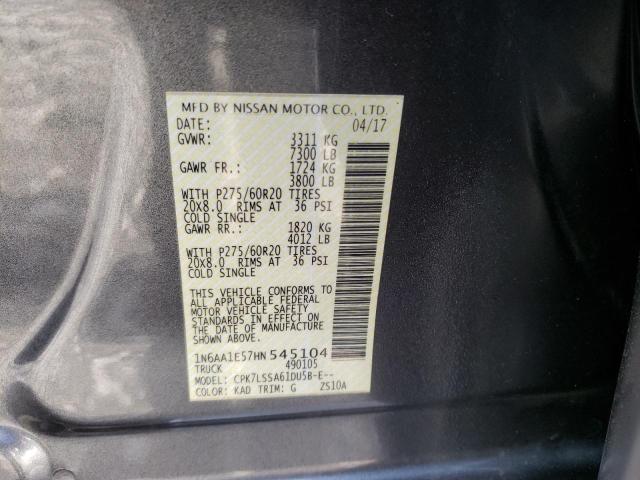 MFD BY NISSAN MOTOR CO., LTD.
DATE: 04/17
GVWR: 3311 KG
7300 LB
GAWR FR.: 1724 KG
3800 LB
WITH P275/60R20 TIRES
20X8.0 RIMS AT 36 PSI
COLD SINGLE
GAWR RR.: 1820 KG
4012 LB
WITH P275/60R20 TIRES
20X8.0 RIMS AT 36 PSI
COLD SINGLE
THIS VEHICLE CONFORMS TO
ALL APPLICABLE FEDERAL
MOTOR VEHICLE SAFETY
STANDARDS IN EFFECT ON
THE DATE OF MANUFACTURE
SHOWN ABOVE.
1N6AA1E57HN545104
TRUCK 490105
MODEL: CPK7LSSA61DU5B-E--
COLOR: KAD TRIM: G ZS10A